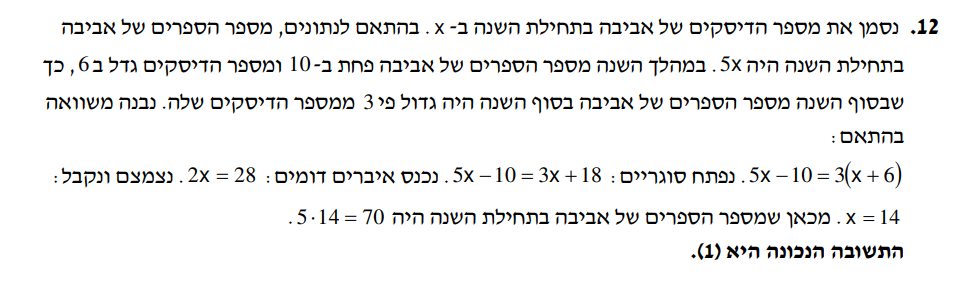 12. נסמן את מספר הדיסקים של אביבה בתחילת השנה ב- x . בהתאם לנתונים, מספר הספרים של אביבה
בתחילת השנה היה 5x . במהלך השנה מספר הספרים של אביבה פחת ב-10 ומספר הדיסקים גדל ב 6, כך
שבסוף השנה מספר הספרים של אביבה בסוף השנה היה גדול פי 3 ממספר הדיסקים שלה. נבנה משוואה
בהתאם :
5x – 10 = 3(x + 6) . נפתח סוגריים : 5x – 10 = 3x + 18 . נכנס איברים דומים : 2x = 28 . נצמצם ונקבל :
x = 14 . מכאן שמספר הספרים של אביבה בתחילת השנה היה 5 · 14 = 70 .
התשובה הנכונה היא (1).